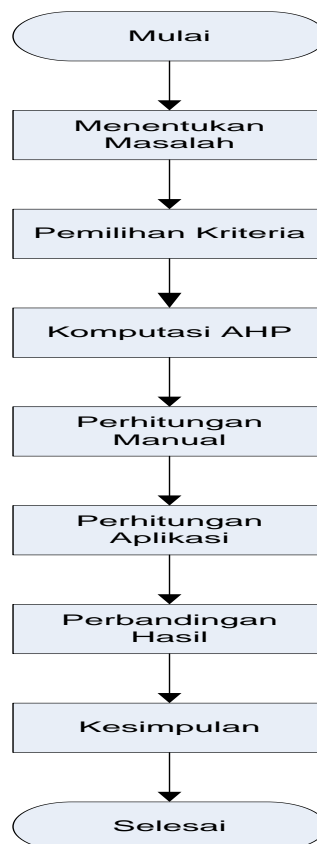 Mulai
Menentukan
Masalah
Pemilihan Kriteria
Komputasi AHP
Perhitungan
Manual
Perhitungan
Aplikasi
Perbandingan
Hasil
Kesimpulan
Selesai